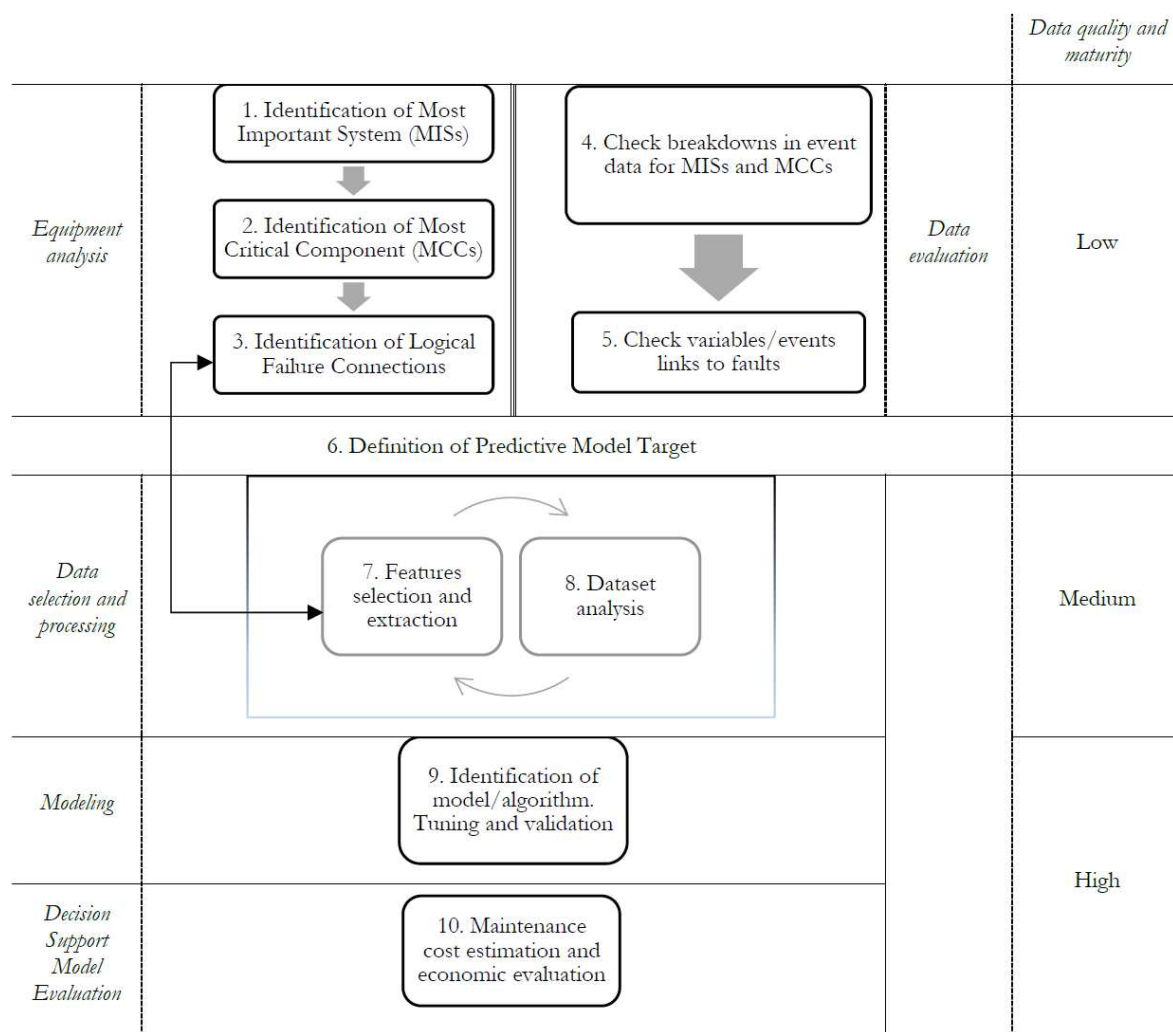 Data quality and
maturity
1. Identification of Most
Important System (MISs)
4. Check breakdowns in event
data for MISs and MCCs
Equipment
analysis
2. Identification of Most
Critical Component (MCCs)
Data
evaluation
Low
3. Identification of Logical
Failure Connections
5. Check variables/events
links to faults
6. Definition of Predictive Model Target
Data
selection and
processing
7. Features
selection and
extraction
8. Dataset
analysis
Medium
Modeling
9. Identification of
model/algorithm.
Tuning and validation
High
Decision
Support
Model
Evaluation
10. Maintenance
cost estimation and
economic evaluation